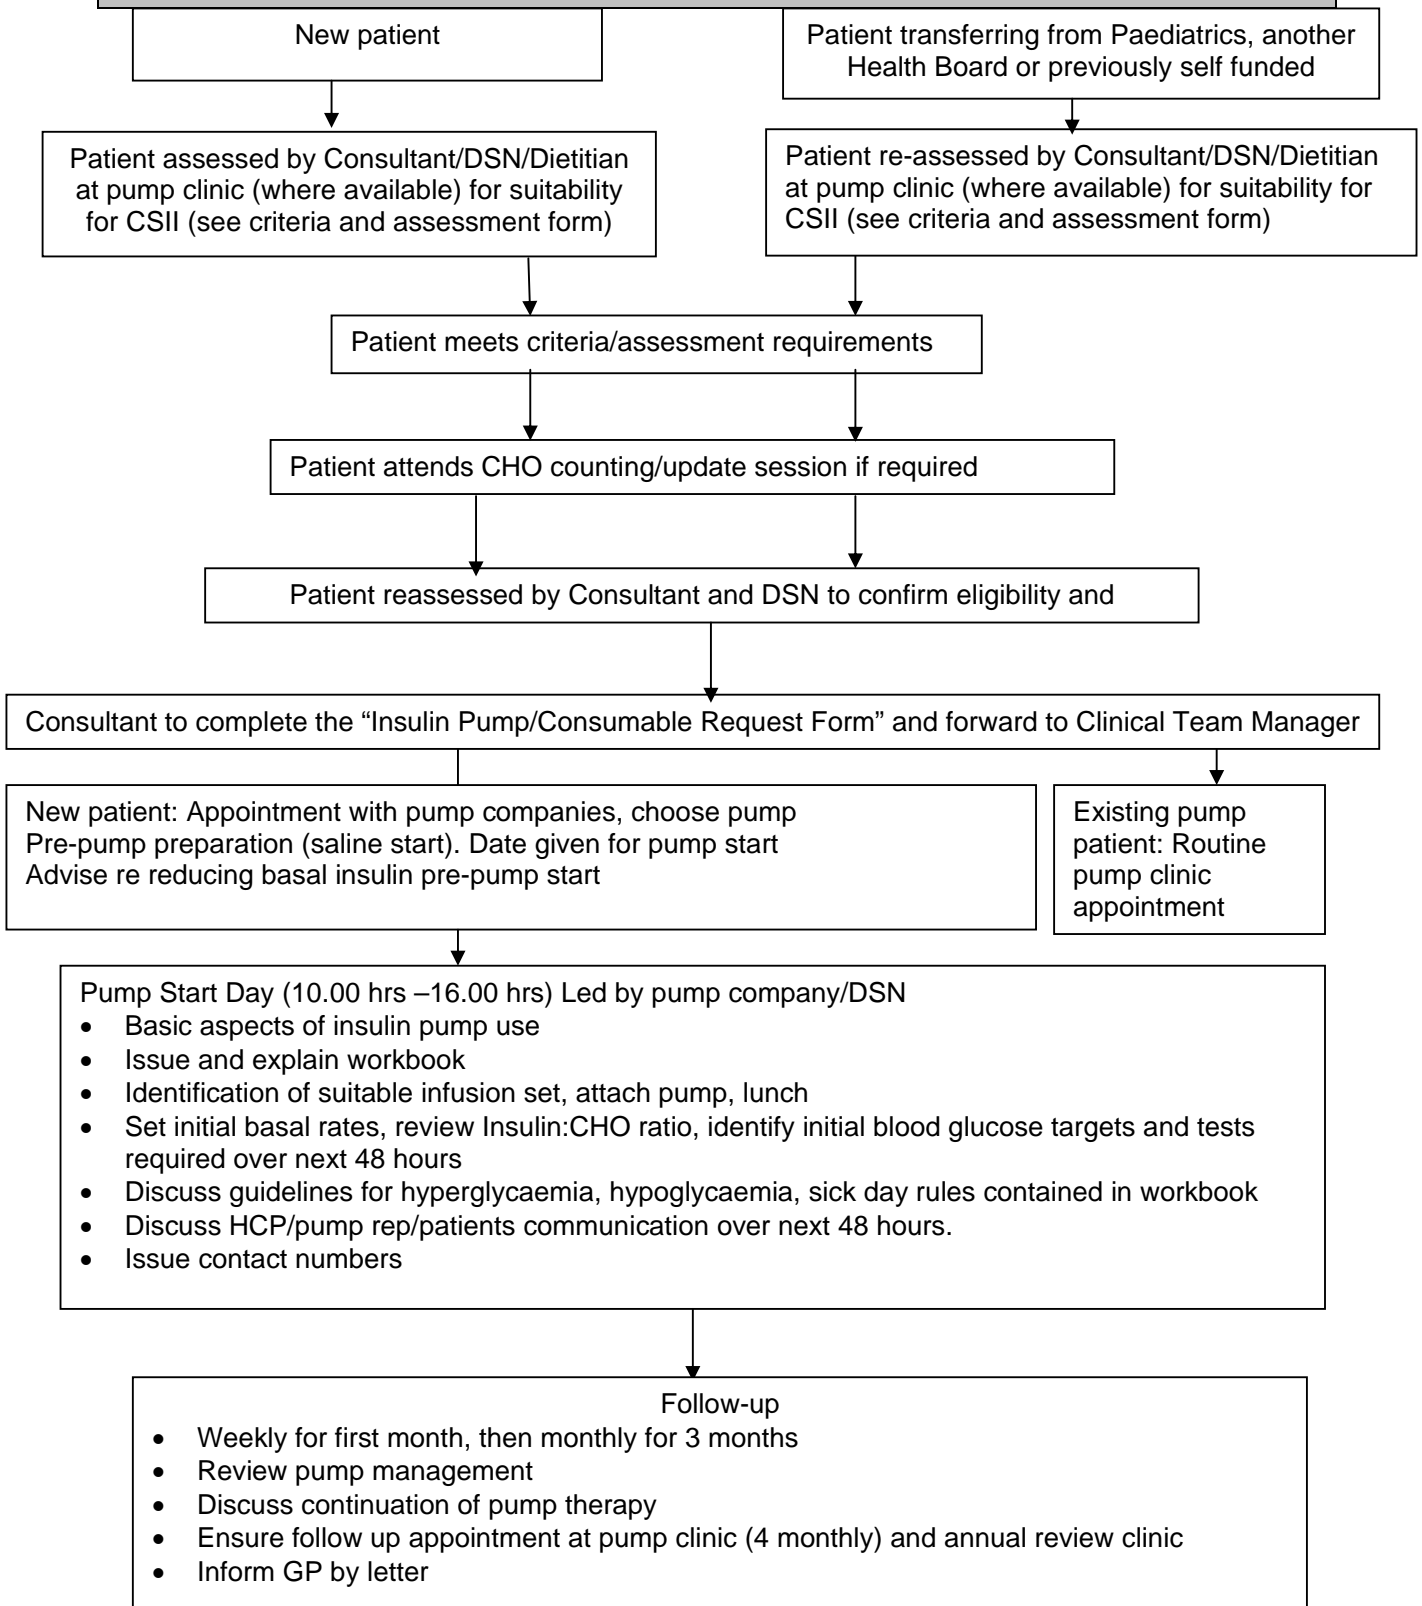 New patient
Patient transferring from Paediatrics, another
Health Board or previously self funded
Patient assessed by Consultant/DSN/Dietitian
at pump clinic (where available) for suitability
for CSII (see criteria and assessment form)
Patient re-assessed by Consultant/DSN/Dietitian
at pump clinic (where available) for suitability for
CSII (see criteria and assessment form)
Patient meets criteria/assessment requirements
Patient attends CHO counting/update session if required
Patient reassessed by Consultant and DSN to confirm eligibility and
Consultant to complete the “Insulin Pump/Consumable Request Form” and forward to Clinical Team Manager
New patient: Appointment with pump companies, choose pump
Pre-pump preparation (saline start). Date given for pump start
Advise re reducing basal insulin pre-pump start
Existing pump
patient: Routine
pump clinic
appointment
Pump Start Day (10.00 hrs –16.00 hrs) Led by pump company/DSN
• Basic aspects of insulin pump use
• Issue and explain workbook
• Identification of suitable infusion set, attach pump, lunch
• Set initial basal rates, review Insulin:CHO ratio, identify initial blood glucose targets and tests
required over next 48 hours
• Discuss guidelines for hyperglycaemia, hypoglycaemia, sick day rules contained in workbook
• Discuss HCP/pump rep/patients communication over next 48 hours.
• Issue contact numbers
Follow-up
• Weekly for first month, then monthly for 3 months
• Review pump management
• Discuss continuation of pump therapy
• Ensure follow up appointment at pump clinic (4 monthly) and annual review clinic
• Inform GP by letter